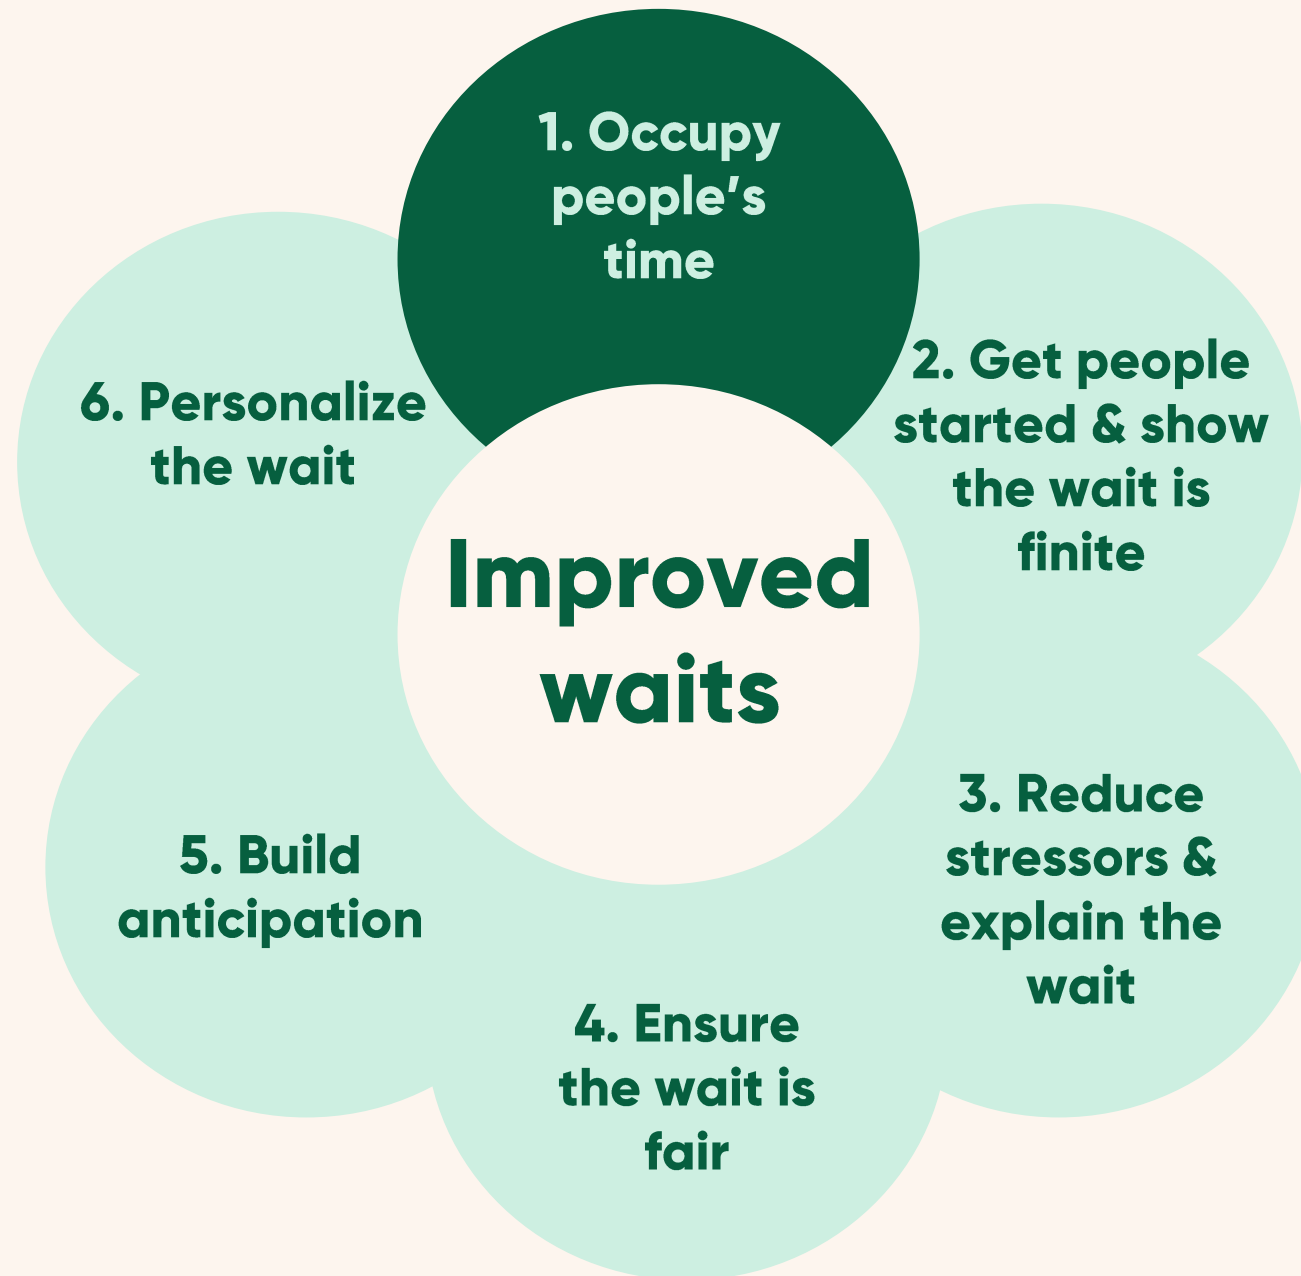 1. Occupy
people’s
time
2. Get people
started & show
the wait is
finite
3. Reduce
stressors &
explain the
wait
4. Ensure
the wait is
fair
5. Build
anticipation
6. Personalize
the wait
Improved
waits